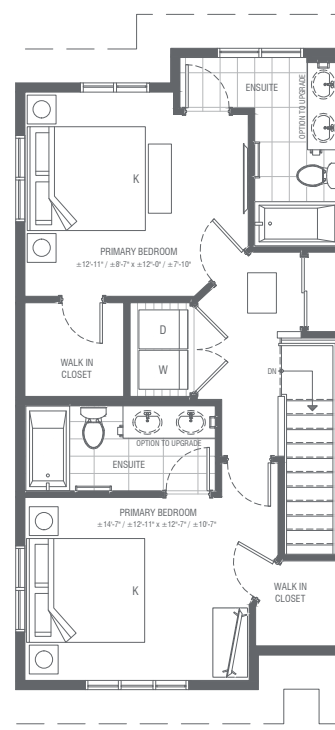 ENSUITE
OPTION TO UPGRADE
K
PRIMARY BEDROOM
±12'-11" / ±8'-7" x ±12'-0" / ±7'-10"
D
WALK IN
CLOSET
W
DN
OPTION TO UPGRADE
ENSUITE
PRIMARY BEDROOM
±14'-7" / ±12'-11" x ±12'-7" / ±10'-7"
K
WALK IN
CLOSET